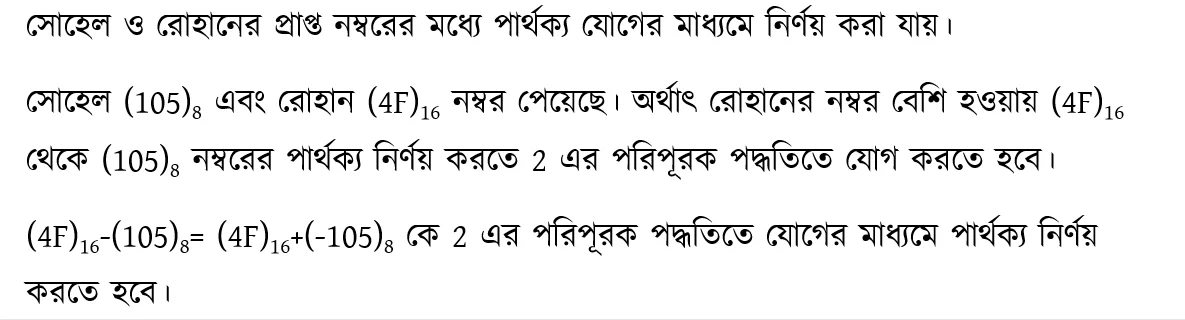 সোহেল ও রোহানের প্রাপ্ত নম্বরের মধ্যে পার্থক্য যোগের মাধ্যমে নির্ণয় করা যায়।
সোহেল (105)₈ এবং রোহান (4F)₁₆ নম্বর পেয়েছে। অর্থাৎ রোহানের নম্বর বেশি হওয়ায় (4F)₁₆
থেকে (105)₈ নম্বরের পার্থক্য নির্ণয় করতে 2 এর পরিপূরক পদ্ধতিতে যোগ করতে হবে।
(4F)₁₆-(105)₈= (4F)₁₆+(-105)₈ কে 2 এর পরিপূরক পদ্ধতিতে যোগের মাধ্যমে পার্থক্য নির্ণয়
করতে হবে।